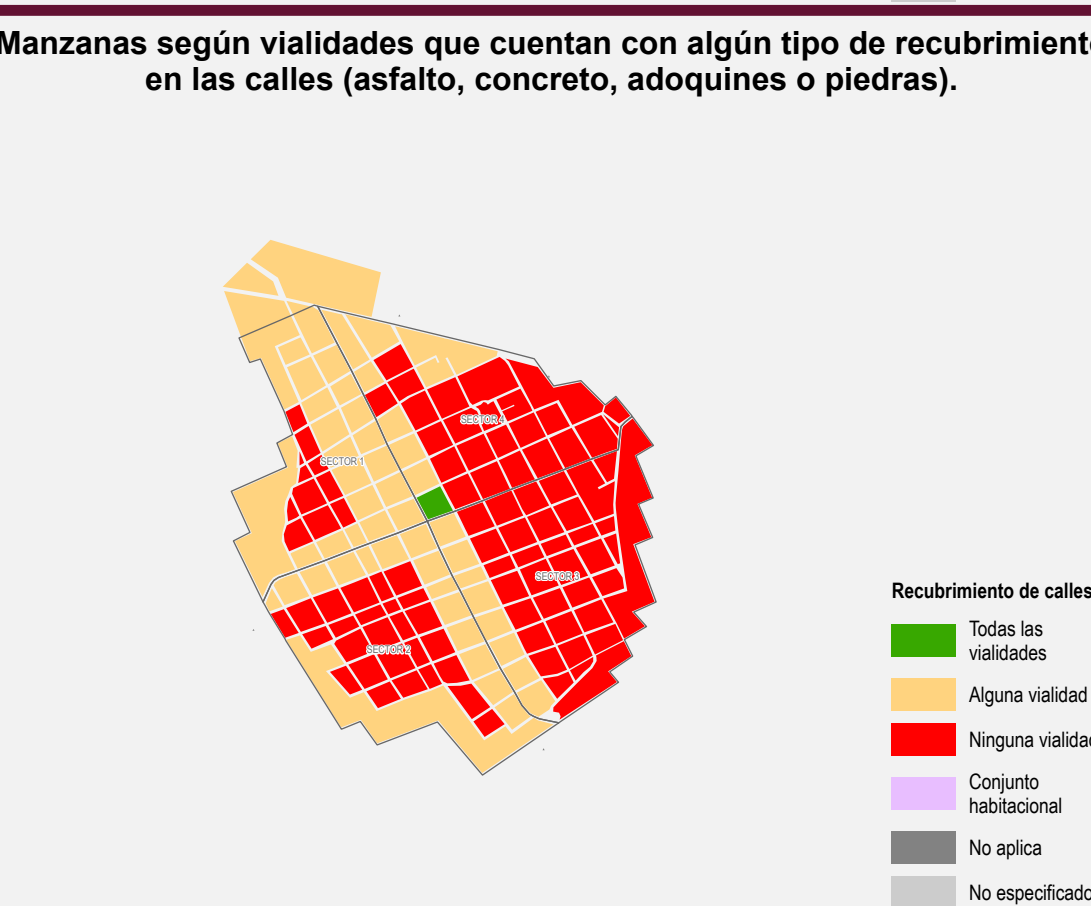 Manzanas según vialidades que cuentan con algún tipo de recubrimiento
en las calles (asfalto, concreto, adoquines o piedras).
SECTOR 4
SECTOR 1
SECTOR 3
SECTOR 2
Recubrimiento de calles
Todas las
vialidades
Alguna vialidad
Ninguna vialidad
Conjunto
habitacional
No aplica
No especificado